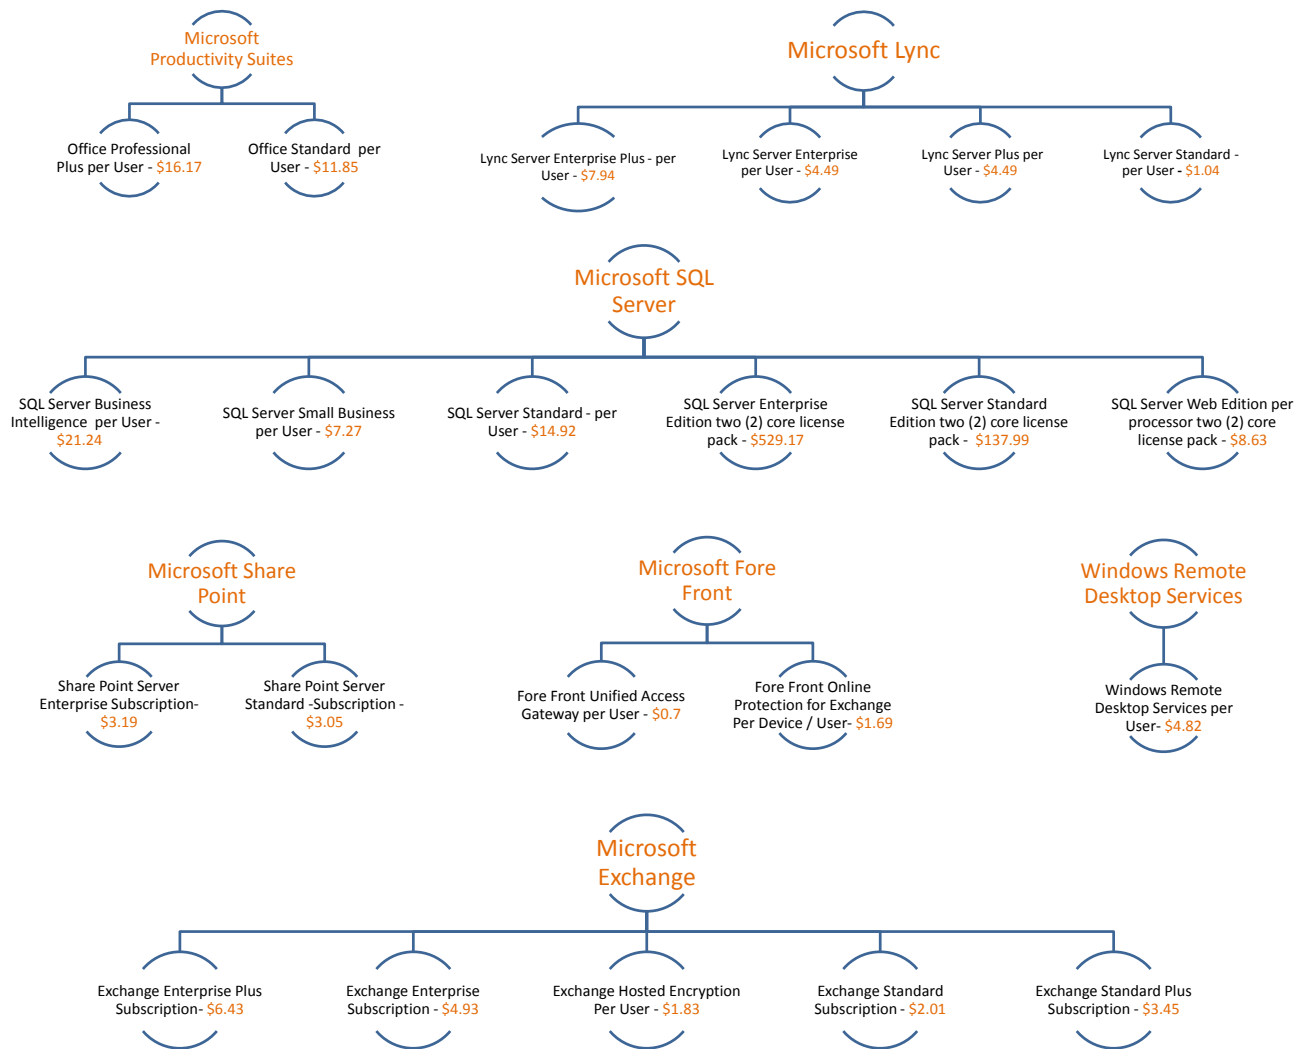 Microsoft
Productivity Suites
Office Professional
Plus per User - $16.17
Office Standard per
User - $11.85
Microsoft Lync
Lync Server Enterprise Plus - per
User - $7.94
Lync Server Enterprise
per User - $4.49
Lync Server Plus per
User - $4.49
Lync Server Standard -
per User - $1.04
Microsoft SQL
Server
SQL Server Business
Intelligence per User -
$21.24
SQL Server Small Business
per User - $7.27
SQL Server Standard - per
User - $14.92
SQL Server Enterprise
Edition two (2) core license
pack - $529.17
SQL Server Standard
Edition two (2) core license
pack - $137.99
SQL Server Web Edition per
processor two (2) core
license pack - $8.63
Microsoft Share
Point
Share Point Server
Enterprise Subscription-
$3.19
Share Point Server
Standard -Subscription -
$3.05
Microsoft Fore
Front
Fore Front Unified Access
Gateway per User - $0.7
Fore Front Online
Protection for Exchange
Per Device / User- $1.69
Windows Remote
Desktop Services
Windows Remote
Desktop Services per
User- $4.82
Microsoft
Exchange
Exchange Enterprise Plus
Subscription- $6.43
Exchange Enterprise
Subscription - $4.93
Exchange Hosted Encryption
Per User - $1.83
Exchange Standard
Subscription - $2.01
Exchange Standard Plus
Subscription - $3.45